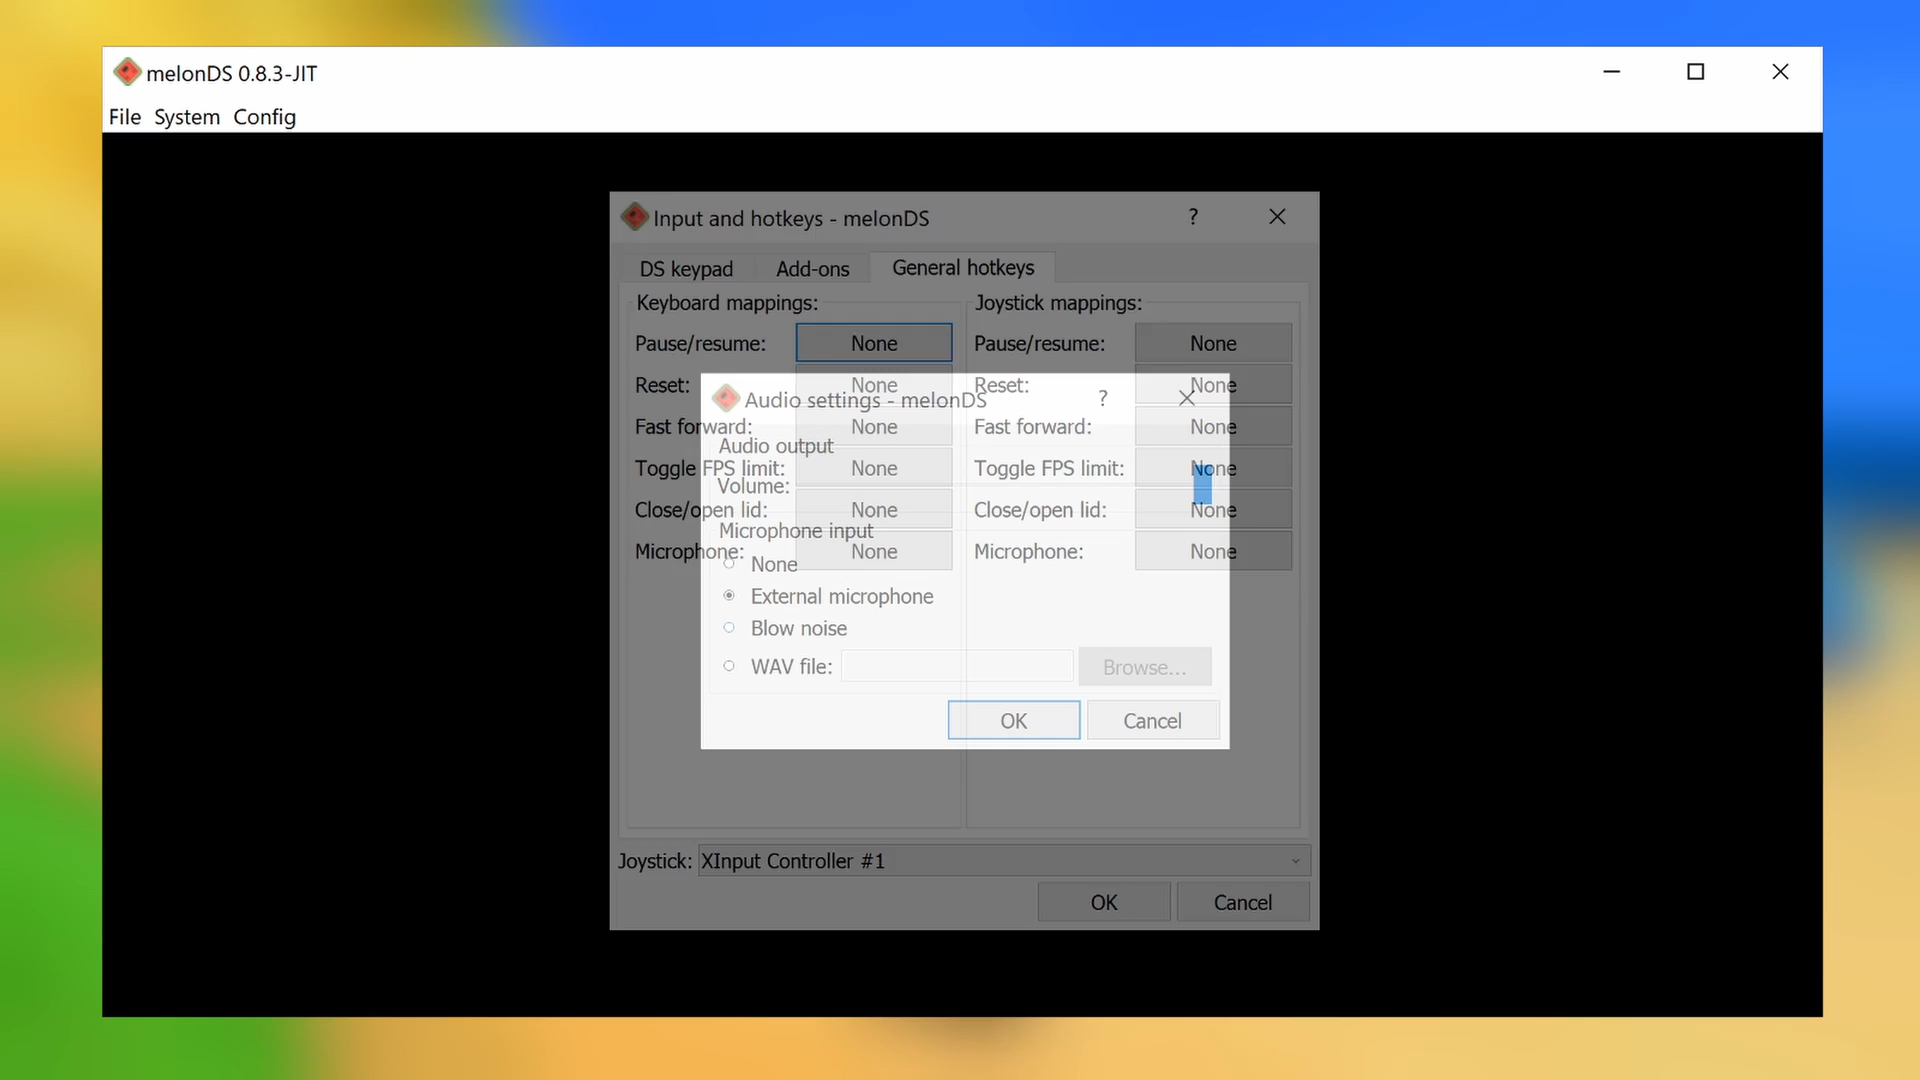 melonDS 0.8.3-JIT
File System Config
Input and hotkeys - melonDS ?
DS keypad Add-ons General hotkeys
Keyboard mappings: Joystick mappings:
Pause/resume: None Pause/resume: None
Reset: None Reset: None
Fast forward: None Fast forward: None
Toggle FPS limit: None Toggle FPS limit: None
Close/open lid: None Close/open lid: None
Microphone: None Microphone: None
Audio settings - melonDS ?
Audio output
Volume:
Microphone input
None
External microphone
Blow noise
WAV file: Browse...
OK Cancel
Joystick: XInput Controller #1
OK Cancel